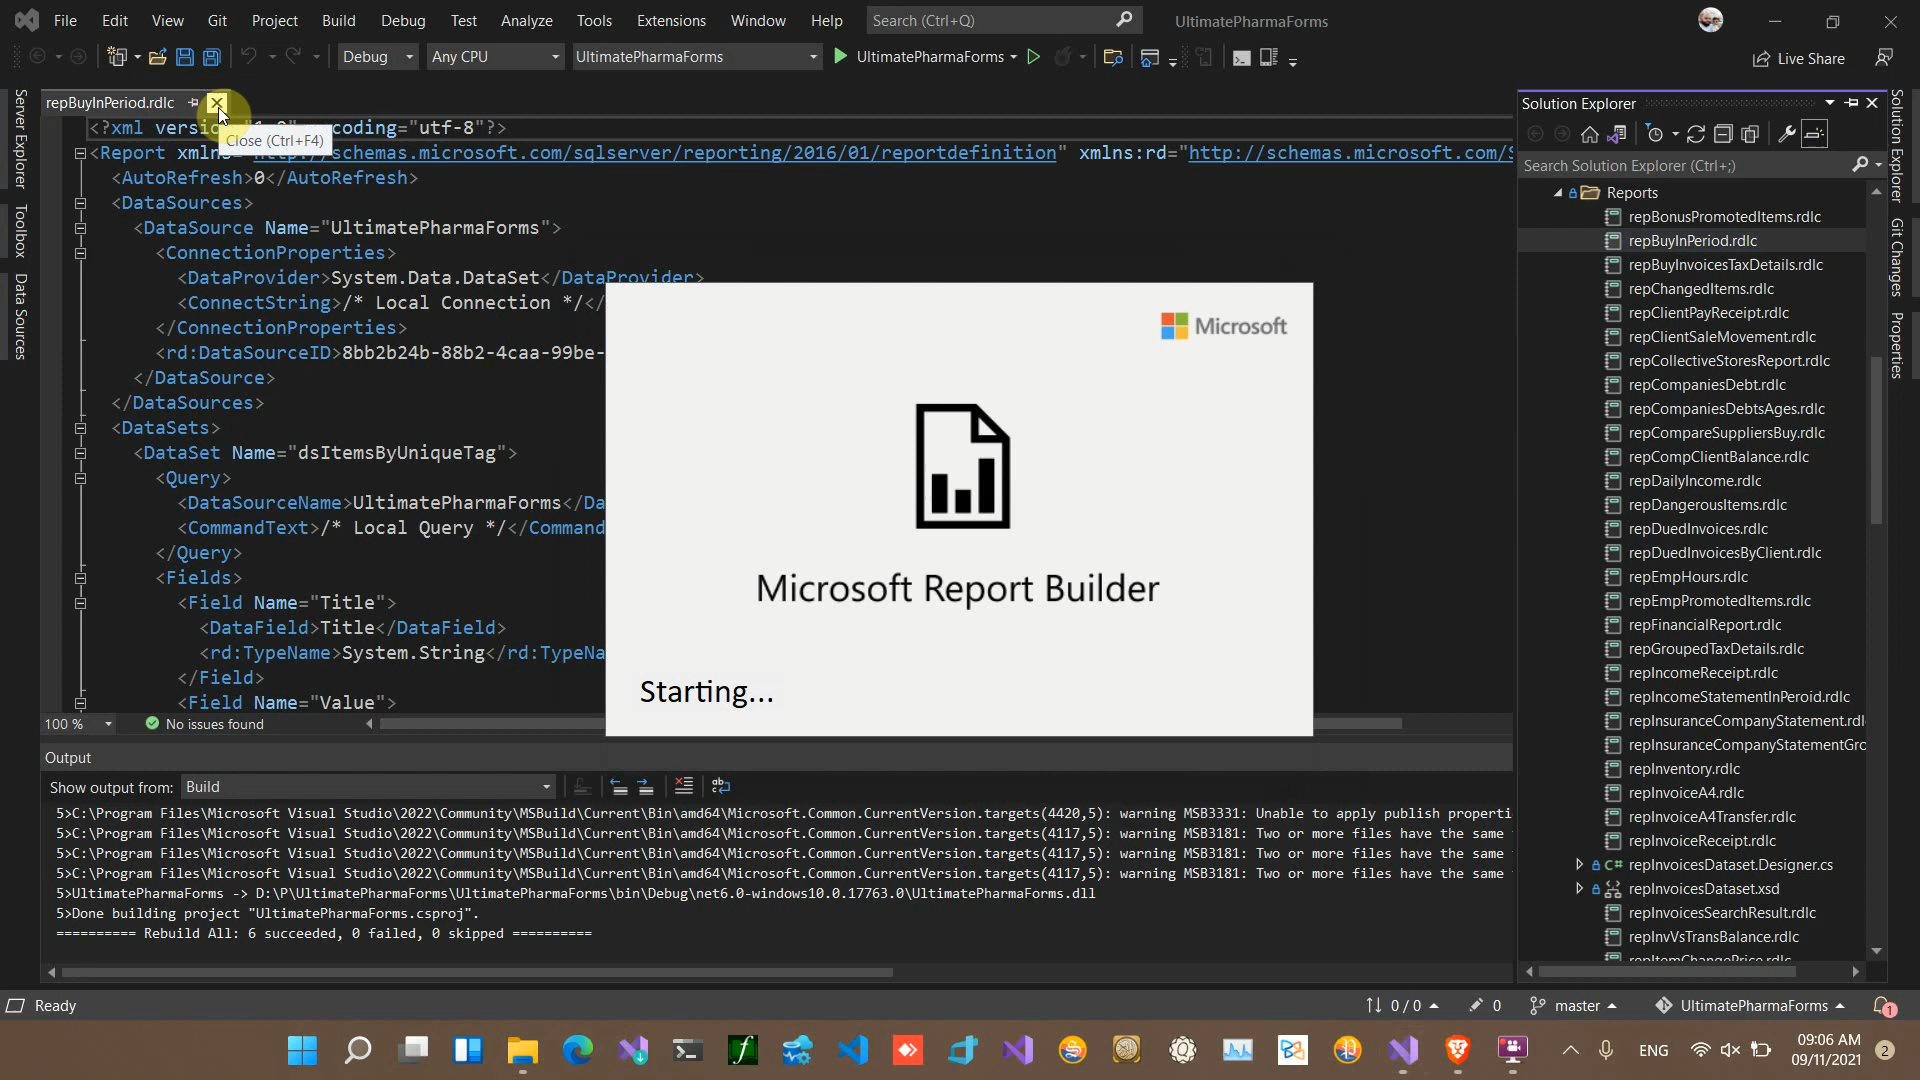 File Edit View Git Project Build Debug Test Analyze Tools Extensions Window Help Search (Ctrl+Q) UltimatePharmaForms
Debug Any CPU UltimatePharmaForms UltimatePharmaForms Live Share
Server Explorer
Toolbox
Data Sources
repBuyInPeriod.rdlc
Close (Ctrl+F4)
<?xml version="1.0" encoding="utf-8"?>
<Report xmlns="http://schemas.microsoft.com/sqlserver/reporting/2016/01/reportdefinition" xmlns:rd="http://schemas.microsoft.com/S
<AutoRefresh>0</AutoRefresh>
<DataSources>
<DataSource Name="UltimatePharmaForms">
<ConnectionProperties>
<DataProvider>System.Data.DataSet</DataProvider>
<ConnectString>/* Local Connection */</
</ConnectionProperties>
<rd:DataSourceID>8bb2b24b-88b2-4caa-99be-
</DataSource>
</DataSources>
<DataSets>
<DataSet Name="dsItemsByUniqueTag">
<Query>
<DataSourceName>UltimatePharmaForms</Da
<CommandText>/* Local Query */</Command
</Query>
<Fields>
<Field Name="Title">
<DataField>Title</DataField>
<rd:TypeName>System.String</rd:TypeNa
</Field>
<Field Name="Value">
100 % No issues found
Microsoft
Microsoft Report Builder
Starting...
Output
Show output from: Build
5>C:\Program Files\Microsoft Visual Studio\2022\Community\MSBuild\Current\Bin\amd64\Microsoft.Common.CurrentVersion.targets(4420,5): warning MSB3331: Unable to apply publish properti
5>C:\Program Files\Microsoft Visual Studio\2022\Community\MSBuild\Current\Bin\amd64\Microsoft.Common.CurrentVersion.targets(4117,5): warning MSB3181: Two or more files have the same
5>C:\Program Files\Microsoft Visual Studio\2022\Community\MSBuild\Current\Bin\amd64\Microsoft.Common.CurrentVersion.targets(4117,5): warning MSB3181: Two or more files have the same
5>C:\Program Files\Microsoft Visual Studio\2022\Community\MSBuild\Current\Bin\amd64\Microsoft.Common.CurrentVersion.targets(4117,5): warning MSB3181: Two or more files have the same
5>UltimatePharmaForms -> D:\P\UltimatePharmaForms\UltimatePharmaForms\bin\Debug\net6.0-windows10.0.17763.0\UltimatePharmaForms.dll
5>Done building project "UltimatePharmaForms.csproj".
========== Rebuild All: 6 succeeded, 0 failed, 0 skipped ==========
Solution Explorer
Search Solution Explorer (Ctrl+;)
Reports
repBonusPromotedItems.rdlc
repBuyInPeriod.rdlc
repBuyInvoicesTaxDetails.rdlc
repChangedItems.rdlc
repClientPayReceipt.rdlc
repClientSaleMovement.rdlc
repCollectiveStoresReport.rdlc
repCompaniesDebt.rdlc
repCompaniesDebtsAges.rdlc
repCompareSuppliersBuy.rdlc
repCompClientBalance.rdlc
repDailyIncome.rdlc
repDangerousItems.rdlc
repDuedInvoices.rdlc
repDuedInvoicesByClient.rdlc
repEmpHours.rdlc
repEmpPromotedItems.rdlc
repFinancialReport.rdlc
repGroupedTaxDetails.rdlc
repIncomeReceipt.rdlc
repIncomeStatementInPeroid.rdlc
repInsuranceCompanyStatement.rdl
repInsuranceCompanyStatementGro
repInventory.rdlc
repInvoiceA4.rdlc
repInvoiceA4Transfer.rdlc
repInvoiceReceipt.rdlc
C# repInvoicesDataset.Designer.cs
repInvoicesDataset.xsd
repInvoicesSearchResult.rdlc
repInvVsTransBalance.rdlc
repItemChangePrice.rdlc
Solution Explorer
Git Changes
Properties
Ready 0 / 0 0 master UltimatePharmaForms 1
ENG 09:06 AM 2
09/11/2021